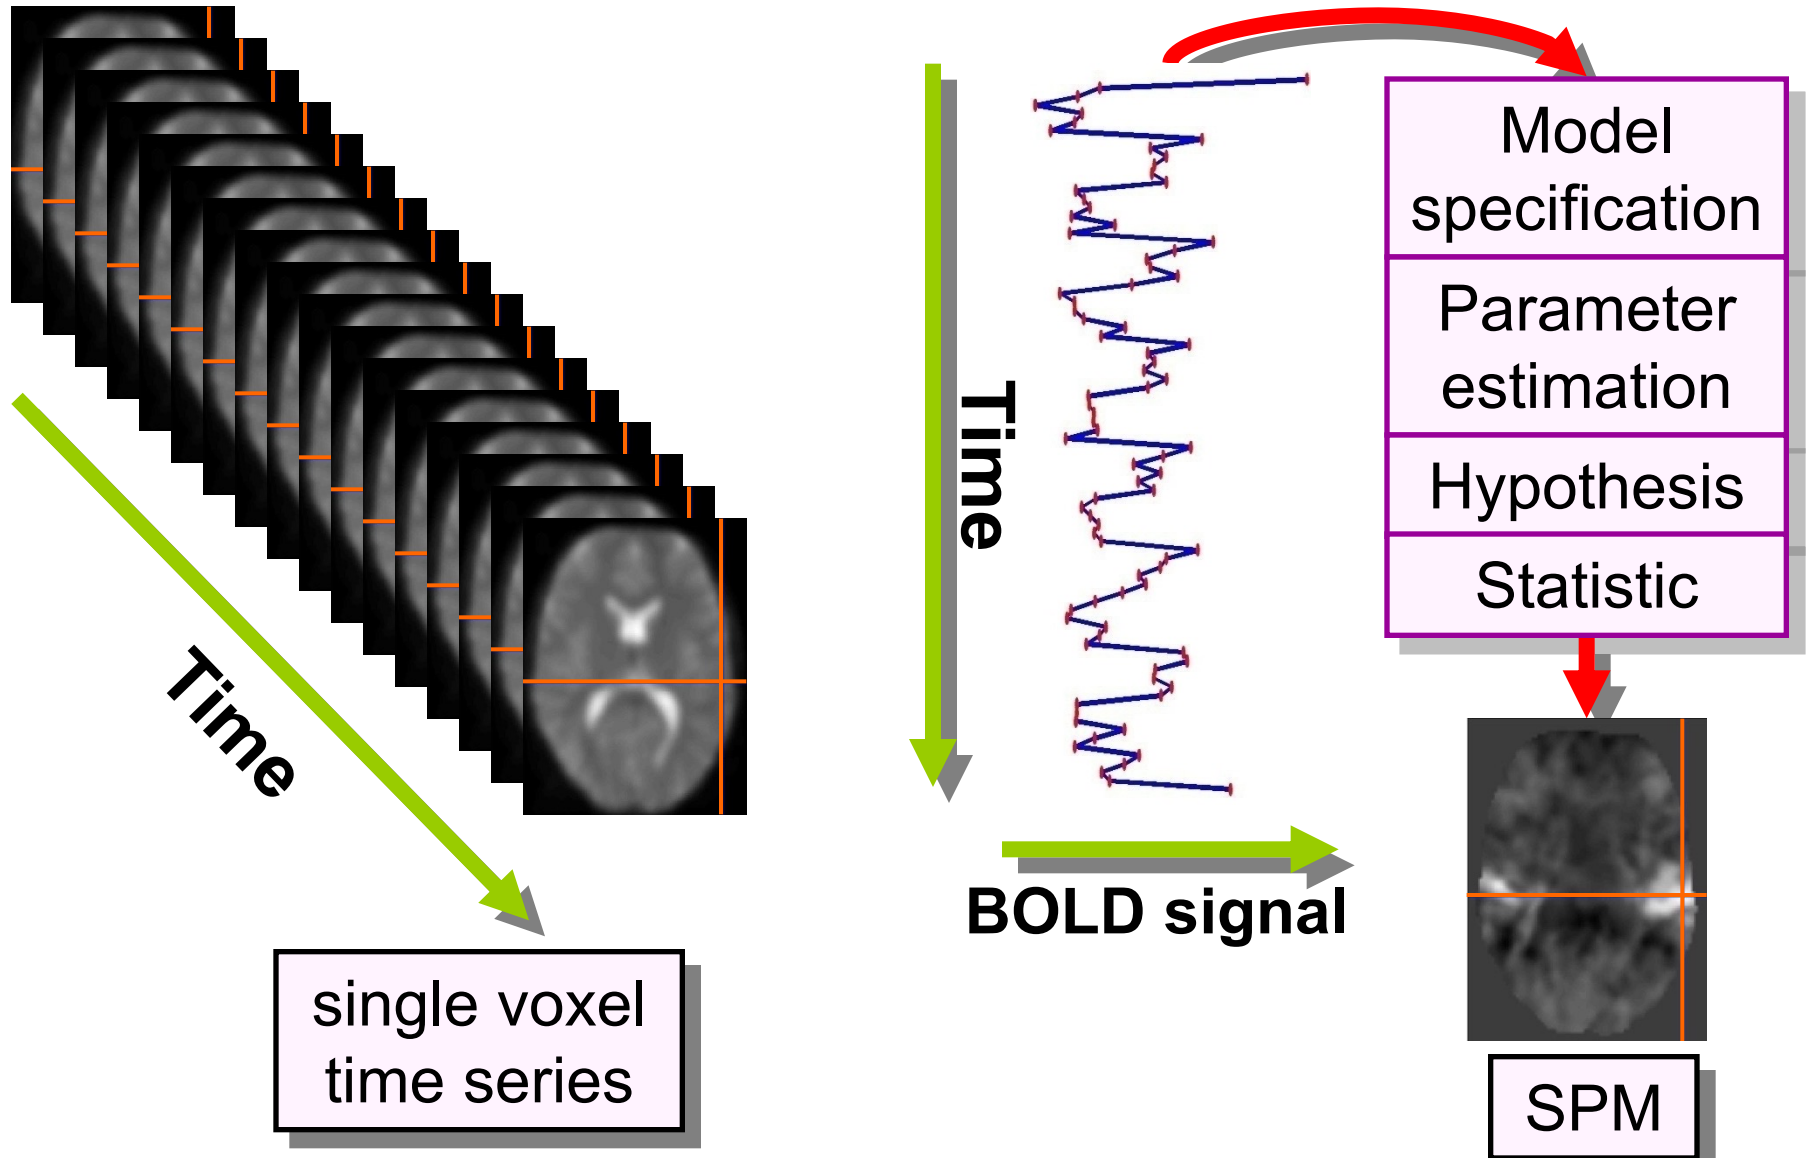 Time
single voxel
time series
Time
BOLD signal
Model
specification
Parameter
estimation
Hypothesis
Statistic
SPM